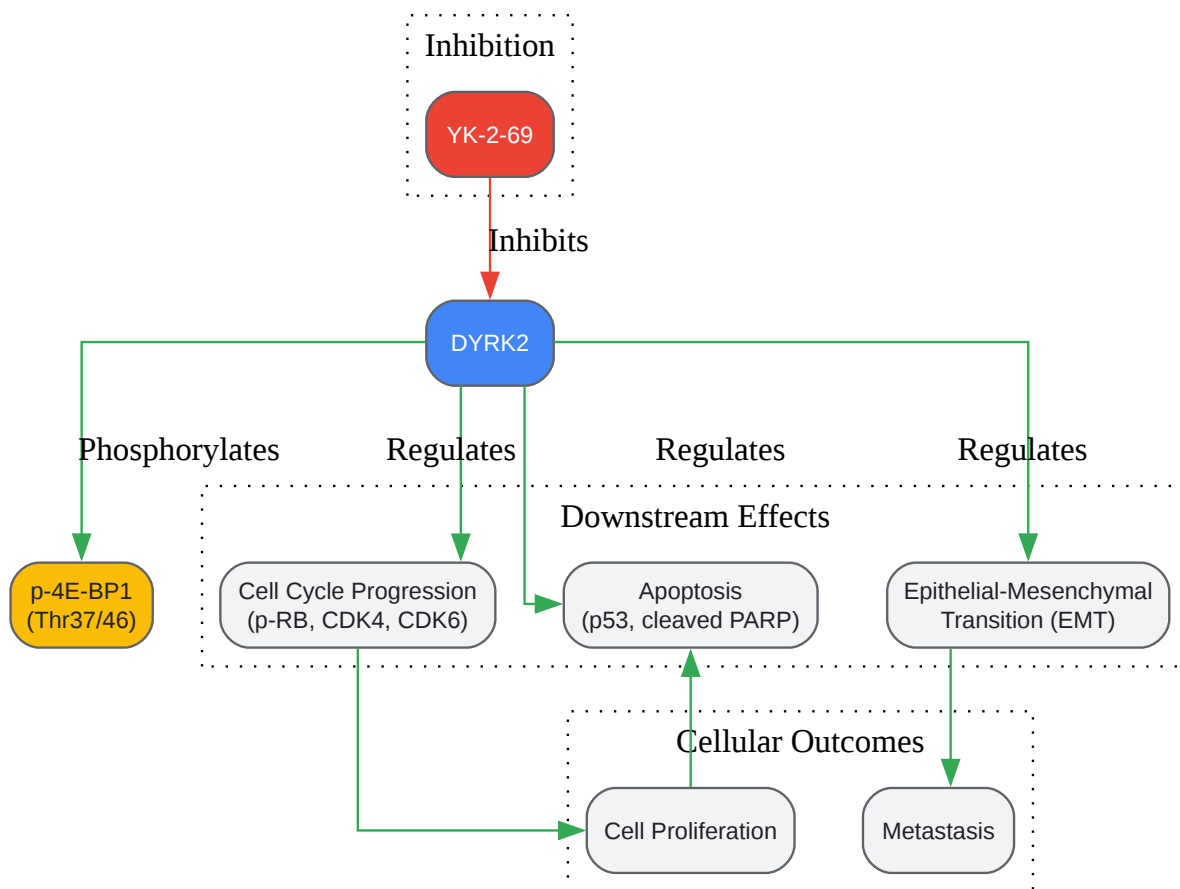 Inhibition
YK-2-69
Inhibits
DYRK2
Phosphorylates
Regulates
Regulates
Regulates
Downstream Effects
p-4E-BP1
(Thr37/46)
Cell Cycle Progression
(p-RB, CDK4, CDK6)
Apoptosis
(p53, cleaved PARP)
Epithelial-Mesenchymal
Transition (EMT)
Cellular Outcomes
Cell Proliferation
Metastasis